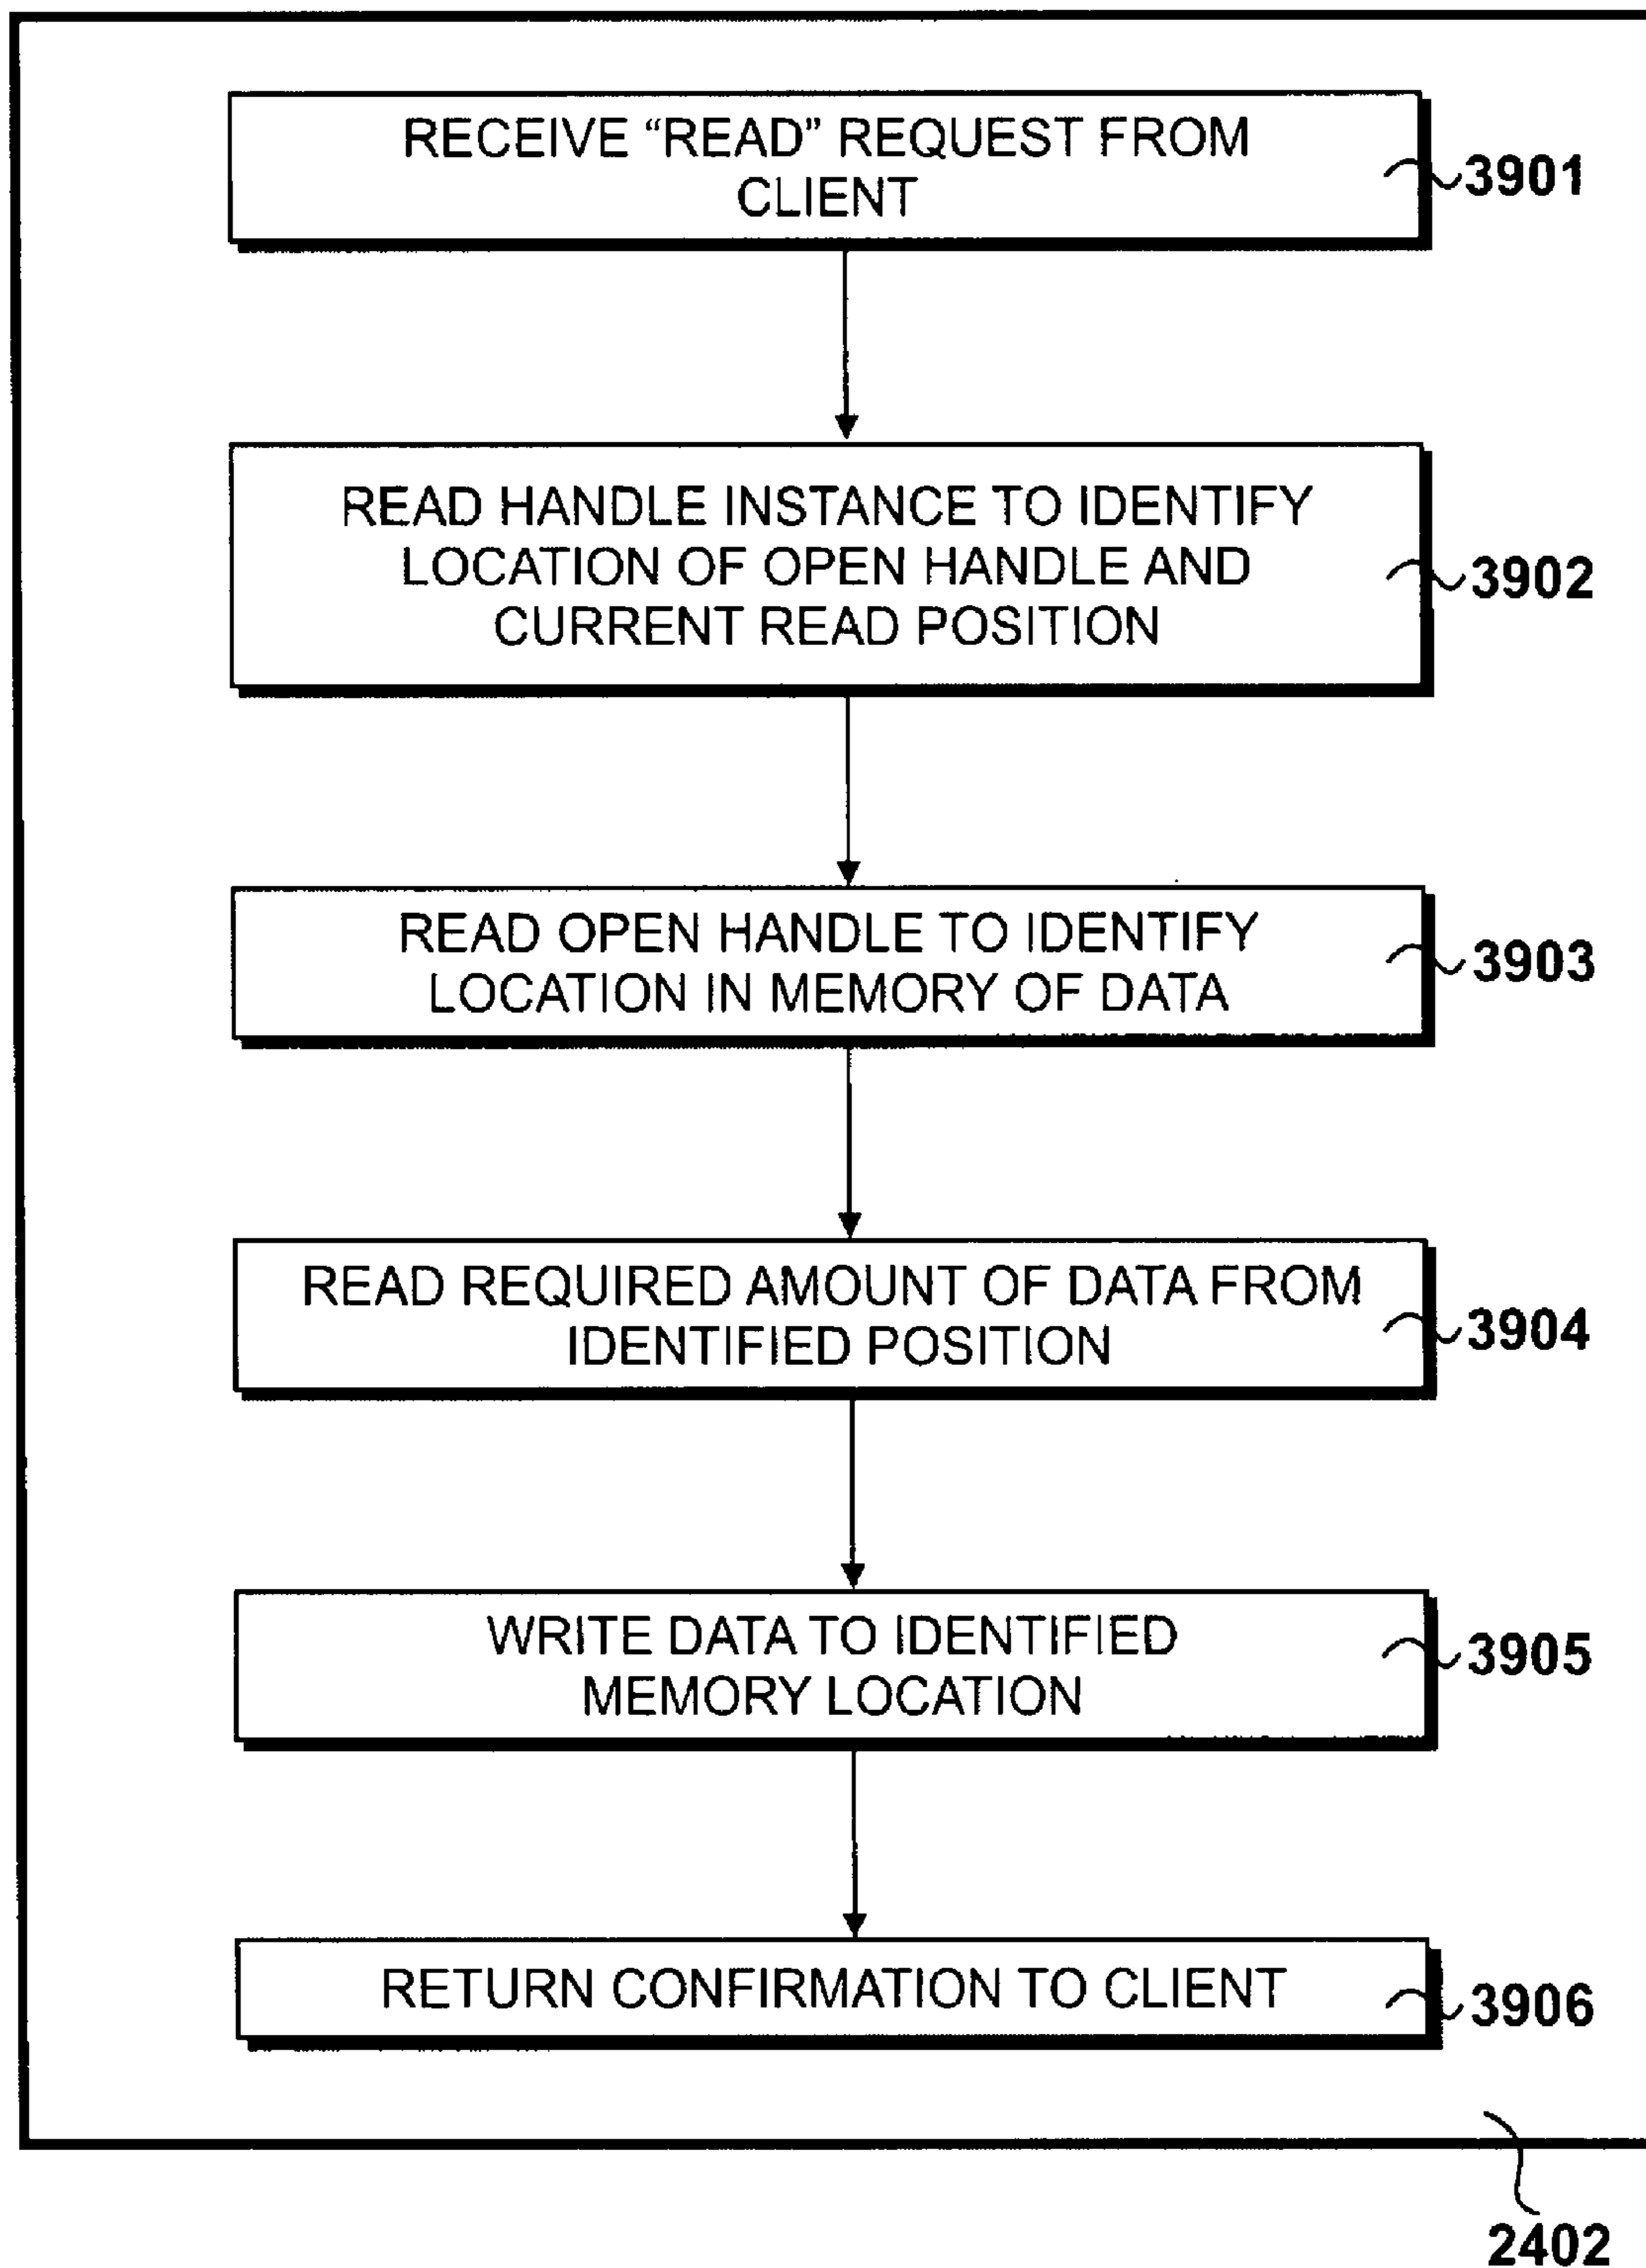 RECEIVE “READ” REQUEST FROM
CLIENT
3901
READ HANDLE INSTANCE TO IDENTIFY
LOCATION OF OPEN HANDLE AND
CURRENT READ POSITION
3902
READ OPEN HANDLE TO IDENTIFY
LOCATION IN MEMORY OF DATA
3903
READ REQUIRED AMOUNT OF DATA FROM
IDENTIFIED POSITION
3904
WRITE DATA TO IDENTIFIED
MEMORY LOCATION
3905
RETURN CONFIRMATION TO CLIENT
3906
2402